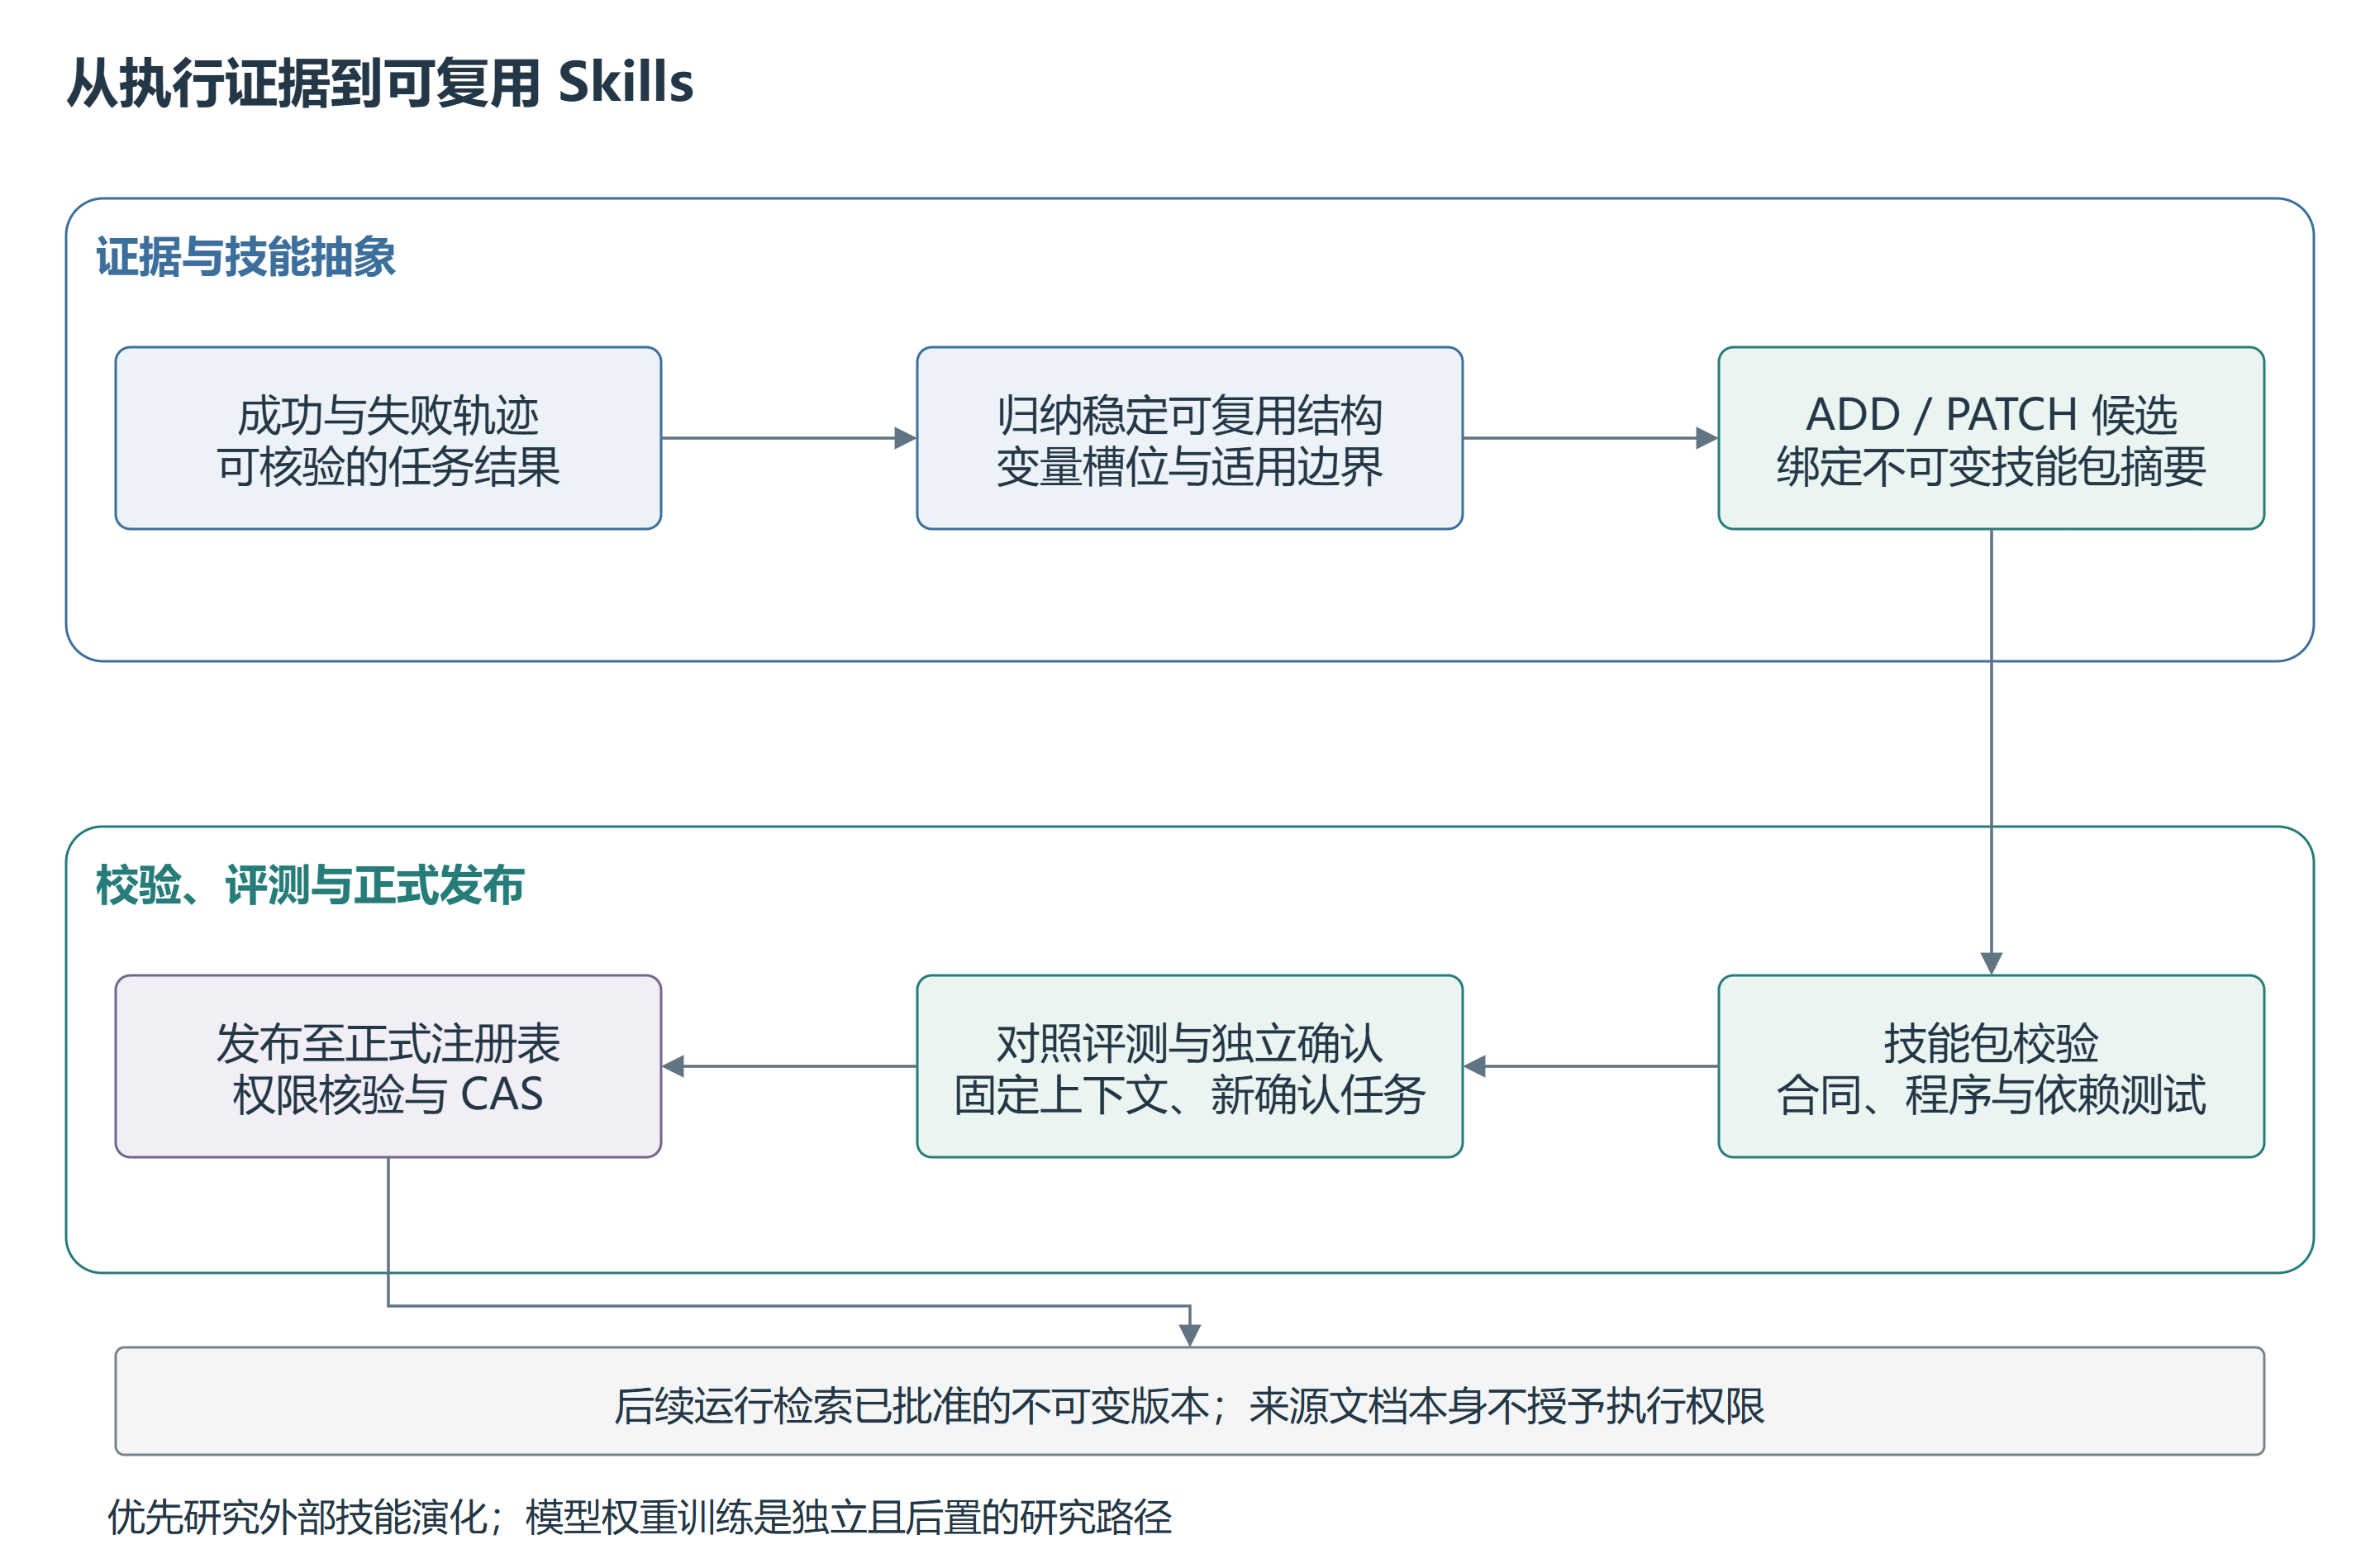 从执行证据到可复用 Skills
证据与技能抽象
成功与失败轨迹
可核验的任务结果
归纳稳定可复用结构
变量槽位与适用边界
ADD / PATCH 候选
绑定不可变技能包摘要
校验、评测与正式发布
发布至正式注册表
权限核验与 CAS
对照评测与独立确认
固定上下文、新确认任务
技能包校验
合同、程序与依赖测试
后续运行检索已批准的不可变版本；来源文档本身不授予执行权限
优先研究外部技能演化；模型权重训练是独立且后置的研究路径